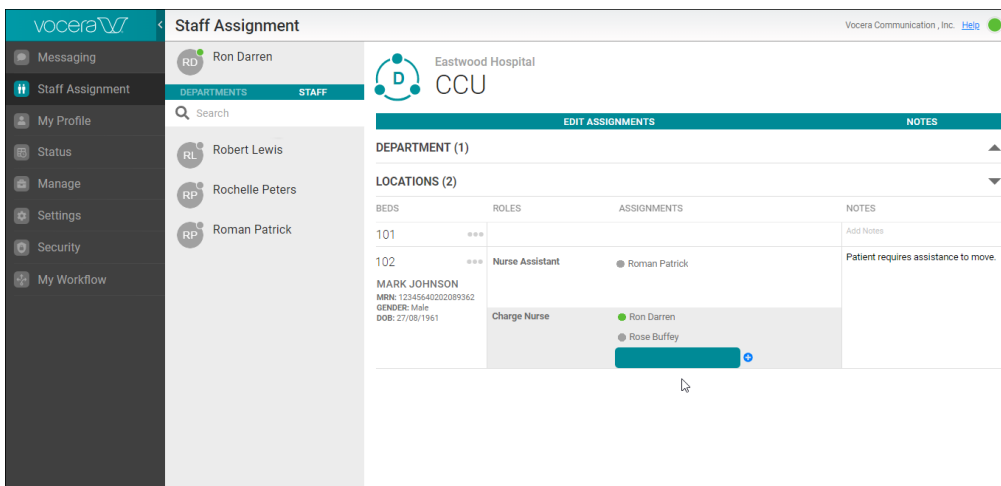 vocera
Staff Assignment
Vocera Communication , Inc. Help
Messaging
Staff Assignment
My Profile
Status
Manage
Settings
Security
My Workflow
RD Ron Darren
DEPARTMENTS STAFF
Search
RL Robert Lewis
RP Rochelle Peters
RP Roman Patrick
D
Eastwood Hospital
CCU
EDIT ASSIGNMENTS NOTES
DEPARTMENT (1)
LOCATIONS (2)
BEDS ROLES ASSIGNMENTS NOTES
101 Add Notes
102 Nurse Assistant Roman Patrick Patient requires assistance to move.
MARK JOHNSON
MRN: 12345640202089362
GENDER: Male
DOB: 27/08/1961
Charge Nurse Ron Darren
Rose Buffey